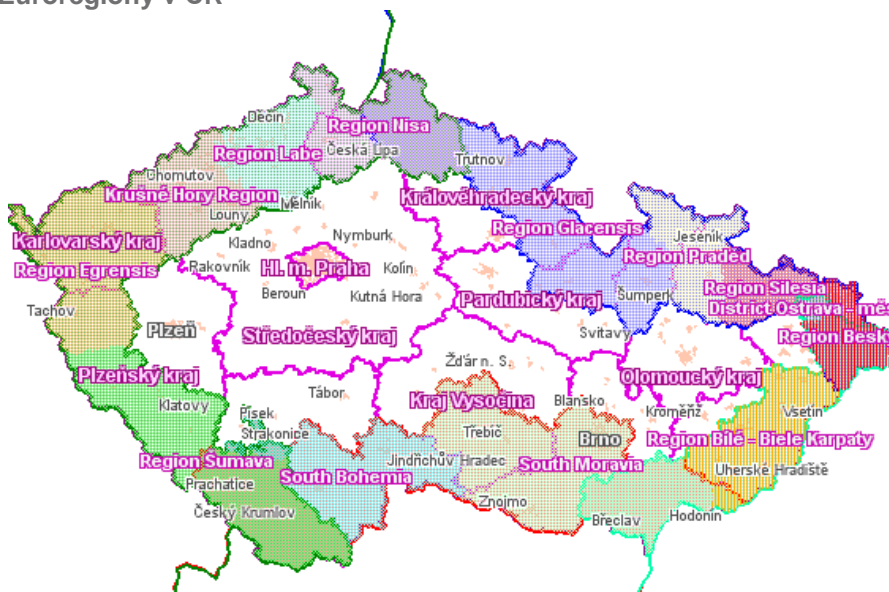 Euroregiony v ČR
Děčín
Region Nisa
Region Labe
Česká Lípa
Trutnov
Chomutov
Krušné Hory Region
Královéhradecký kraj
Louny
Mělník
Nymburk
Region Glacensis
Karlovarský kraj
Kladno
Jeseník
Region Egrensis
Rakovník
Hl. m. Praha
Kolín
Region Praded
Beroun
Kutná Hora
Pardubický kraj
Šumperk
Region Silesia
Tachov
District Ostrava - měs
Plzeň
Středočeský kraj
Svitavy
Region Besky
Žďár n. S.
Plzeňský kraj
Olomoucký kraj
Tábor
Kraj Vysočina
Blansko
Klatovy
Písek
Kroměříž
Vsetín
Strakonice
Třebíč
Brno
Region Bílé - Biele Karpaty
Region Šumava
Jindřichův Hradec
South Moravia
South Bohemia
Uherské Hradiště
Prachatice
Znojmo
Český Krumlov
Břeclav
Hodonín